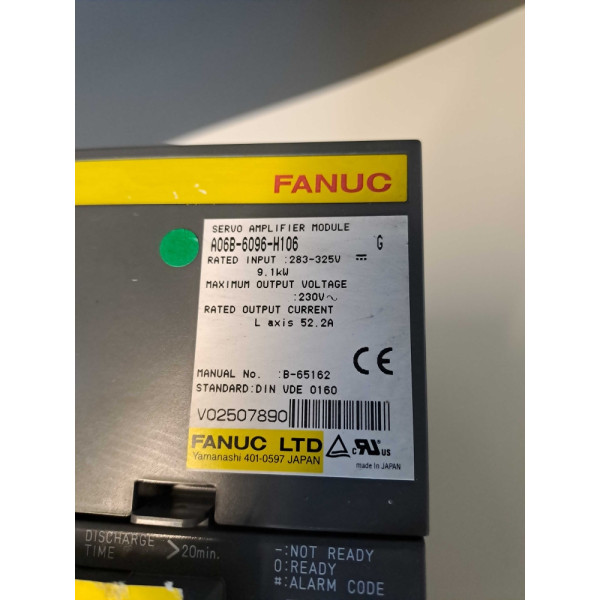 FANUC
SERVO AMPLIFIER MODULE
A06B-6096-H106 G
RATED INPUT :283-325V ⎓
9.1kW
MAXIMUM OUTPUT VOLTAGE
:230V～
RATED OUTPUT CURRENT
L axis 52.2A
MANUAL No. :B-65162
STANDARD:DIN VDE 0160
CE
V02507890
FANUC LTD
Yamanashi 401-0597 JAPAN
c RU US
made in JAPAN
DISCHARGE
TIME >20min.
-:NOT READY
0:READY
#:ALARM CODE